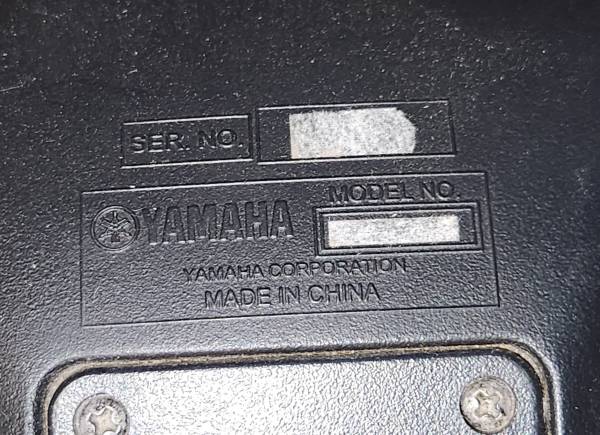 SER. NO.
MODEL NO.
YAMAHA
YAMAHA CORPORATION
MADE IN CHINA